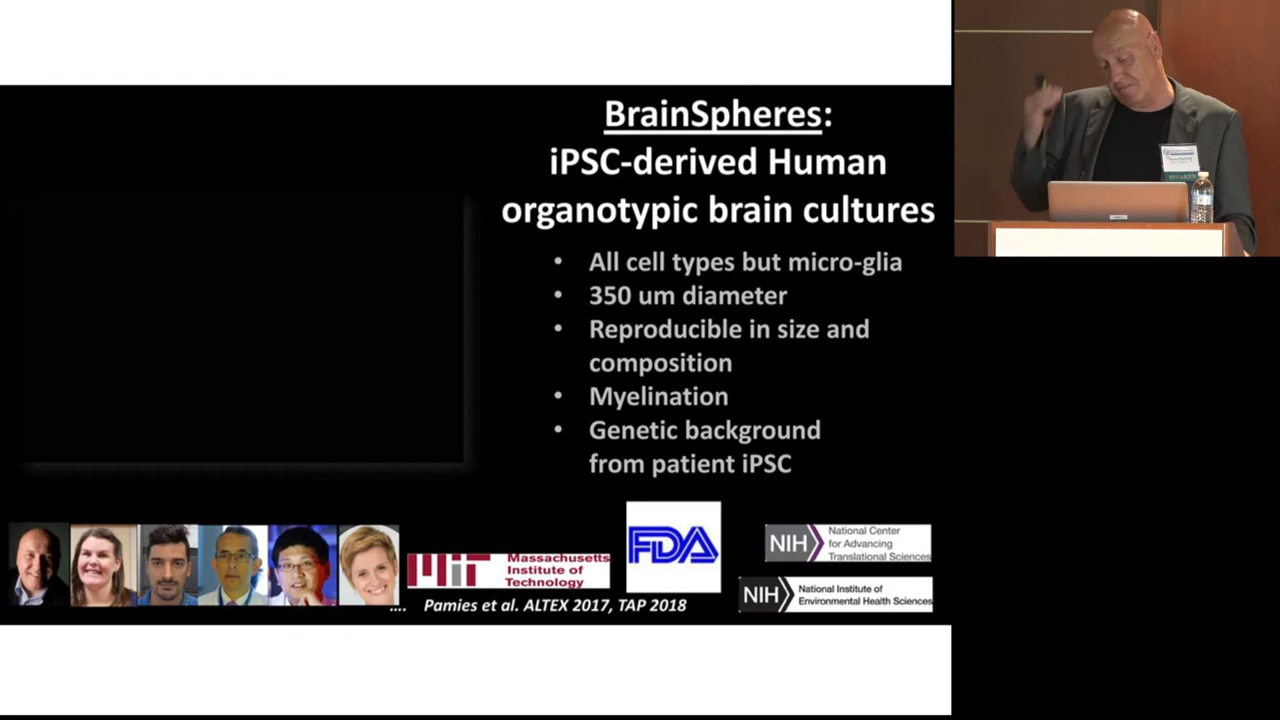 BrainSpheres:
iPSC-derived Human
organotypic brain cultures
• All cell types but micro-glia
• 350 um diameter
• Reproducible in size and
composition
• Myelination
• Genetic background
from patient iPSC
MIT
Massachusetts
Institute of
Technology
FDA
NIH
National Center
for Advancing
Translational Sciences
NIH
National Institute of
Environmental Health Sciences
.... Pamies et al. ALTEX 2017, TAP 2018
SPEAKER